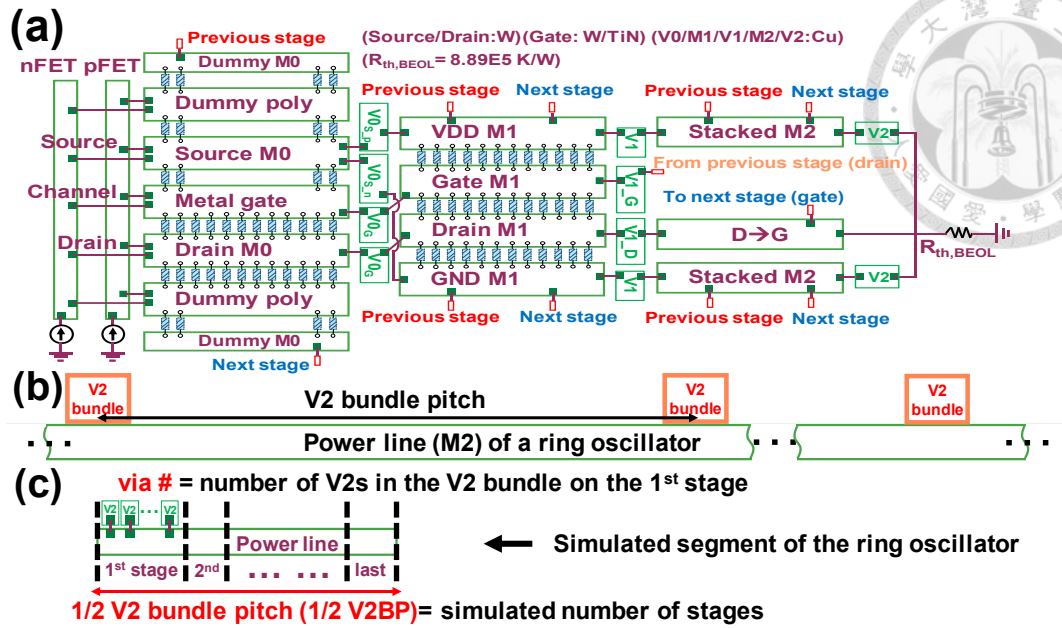 (a)
Previous stage
(Source/Drain:W)(Gate: W/TiN) (V0/M1/V1/M2/V2:Cu)
(Rth,BEOL= 8.89E5 K/W)
nFET pFET
Dummy M0
Dummy poly
Source
Source M0
Channel
Metal gate
Drain
Drain M0
Dummy poly
Dummy M0
Next stage
V0S_p
V0s_n
V0G
V0G
Previous stage
Next stage
VDD M1
Gate M1
Drain M1
GND M1
Previous stage
Next stage
V1
V1_G
V1_D
V1
Previous stage
Next stage
Stacked M2
V2
From previous stage (drain)
To next stage (gate)
D→G
Rth,BEOL
Stacked M2
V2
Previous stage
Next stage
(b)
V2 bundle
V2 bundle pitch
V2 bundle
V2 bundle
Power line (M2) of a ring oscillator
(c)
via # = number of V2s in the V2 bundle on the 1st stage
V2 V2 ... V2
Power line
1st stage 2nd ... ... last
Simulated segment of the ring oscillator
1/2 V2 bundle pitch (1/2 V2BP)= simulated number of stages